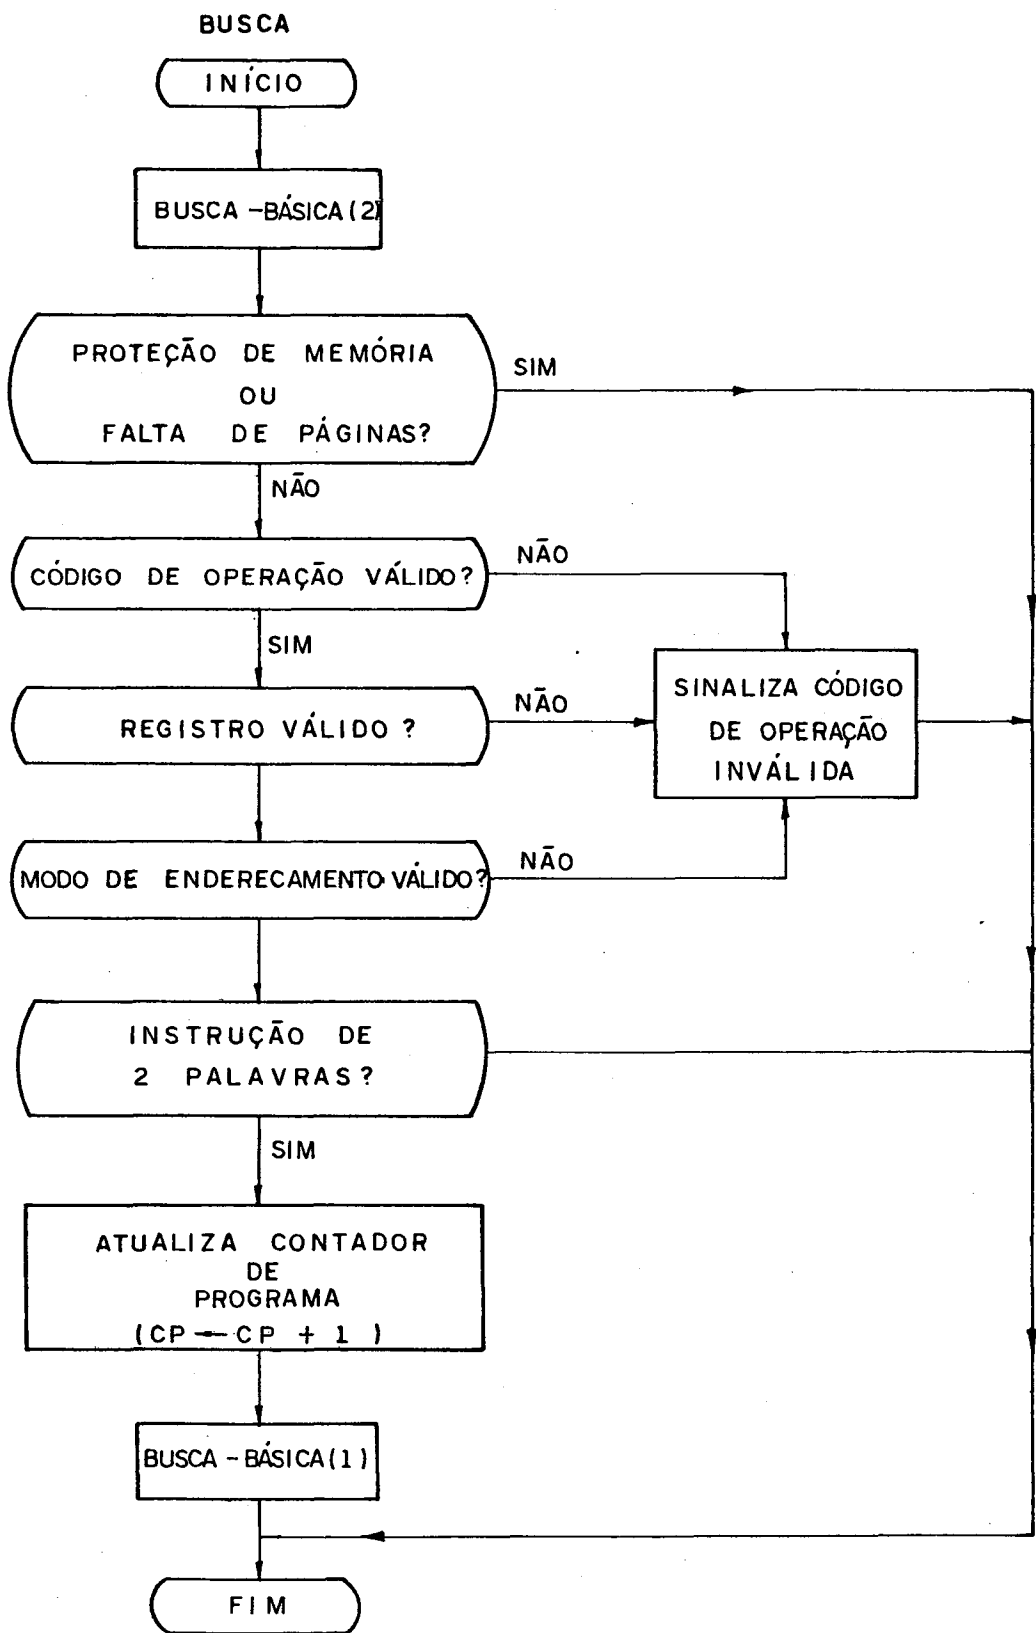 BUSCA
INÍCIO
BUSCA-BÁSICA(2)
PROTEÇÃO DE MEMÓRIA
OU
FALTA DE PÁGINAS?
SIM
NÃO
CÓDIGO DE OPERAÇÃO VÁLIDO?
NÃO
SIM
REGISTRO VÁLIDO?
NÃO
SINALIZA CÓDIGO
DE OPERAÇÃO
INVÁLIDA
MODO DE ENDERECAMENTO VÁLIDO?
NÃO
INSTRUÇÃO DE
2 PALAVRAS?
SIM
ATUALIZA CONTADOR
DE
PROGRAMA
(CP ← CP + 1)
BUSCA-BÁSICA(1)
FIM